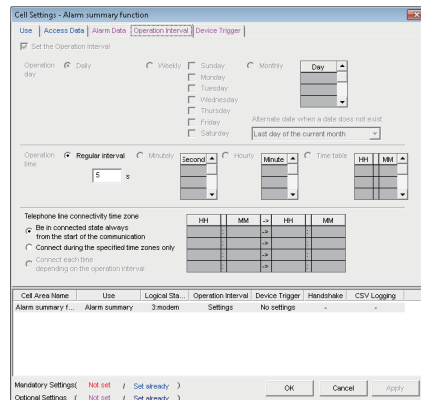 Cell Settings - Alarm summary function
Use | Access Data | Alarm Data | Operation Interval | Device Trigger
Set the Operation Interval
Operation day Daily Weekly Sunday Monthly Day
Monday
Tuesday
Wednesday
Thursday
Friday Alternate date when a date does not exist
Saturday Last day of the current month
Operation time Regular interval Minutely Second Hourly Minute Time table HH MM
5 s
Telephone line connectivity time zone
HH MM -> HH MM
Be in connected state always
from the start of the communication
: -> :
: -> :
Connect during the specified time zones only
: -> :
Connect each time
depending on the operation interval
: -> :
Cell Area Name Use Logical Sta... Operation Interval Device Trigger Handshake CSV Logging
Alarm summary f... Alarm summary 3:modem Settings No settings - -
Mandatory Settings( Not set / Set already ) OK Cancel Apply
Optional Settings ( Not set / Set already )